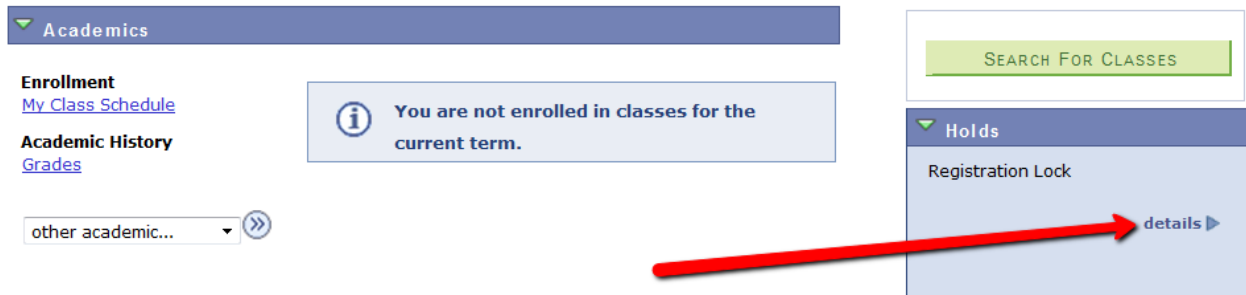 Academics
Enrollment
My Class Schedule
Academic History
Grades
other academic...
You are not enrolled in classes for the
current term.
SEARCH FOR CLASSES
Holds
Registration Lock
details